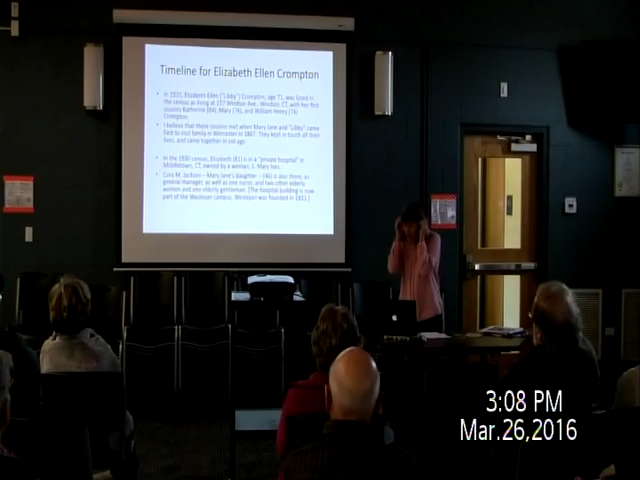 Timeline for Elizabeth Ellen Crompton
• In 1920, Elizabeth Ellen ("Libby") Crompton, age 71, was found in
the census as living at 157 Windsor Ave., Windsor, CT, with her first
cousins Katherine (84), Mary (76), and William Henry (74)
Crompton.
• I believe that these cousins met when Mary Jane and "Libby" came
East to visit family in Worcester in 1867. They kept in touch all their
lives, and came together in old age.
• In the 1930 census, Elizabeth (81) is in a "private hospital" in
Middletown, CT, owned by a woman, J. Mary Ives.
• Cora M. Jackson – Mary Jane's daughter – (46) is also there, as
general manager, as well as one nurse, and two other elderly
women and one elderly gentleman. (The hospital building is now
part of the Wesleyan campus. Wesleyan was founded in 1831.)
3:08 PM
Mar.26,2016